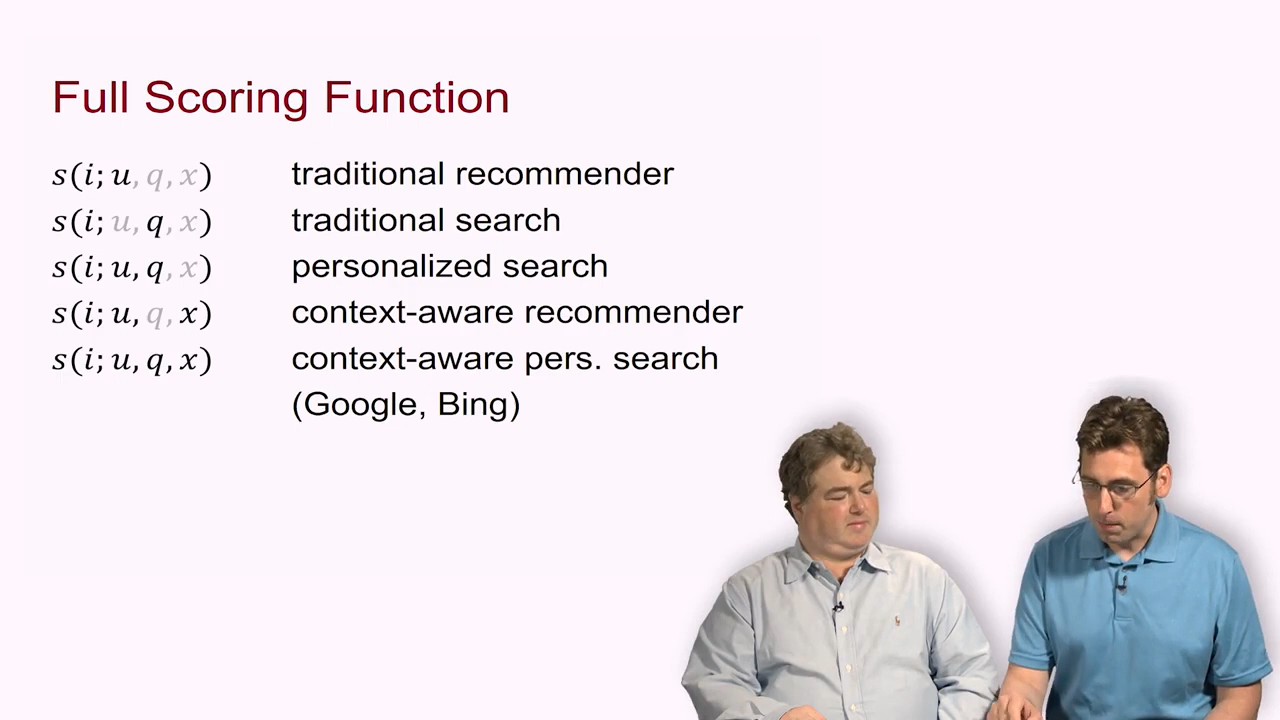 Full Scoring Function
s(i; u, q, x) traditional recommender
s(i; u, q, x) traditional search
s(i; u, q, x) personalized search
s(i; u, q, x) context-aware recommender
s(i; u, q, x) context-aware pers. search
(Google, Bing)